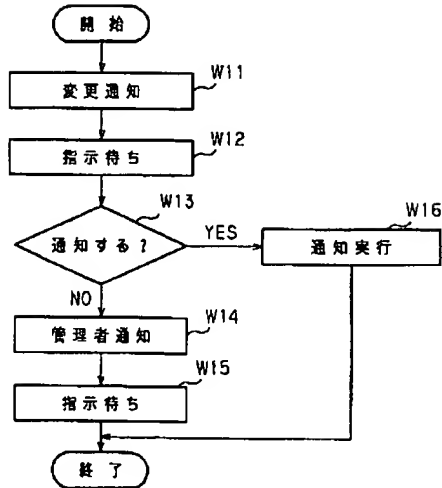 開始
W11
変更通知
W12
指示待ち
W13
通知する?
YES
W16
通知実行
NO
W14
管理者通知
W15
指示待ち
終了